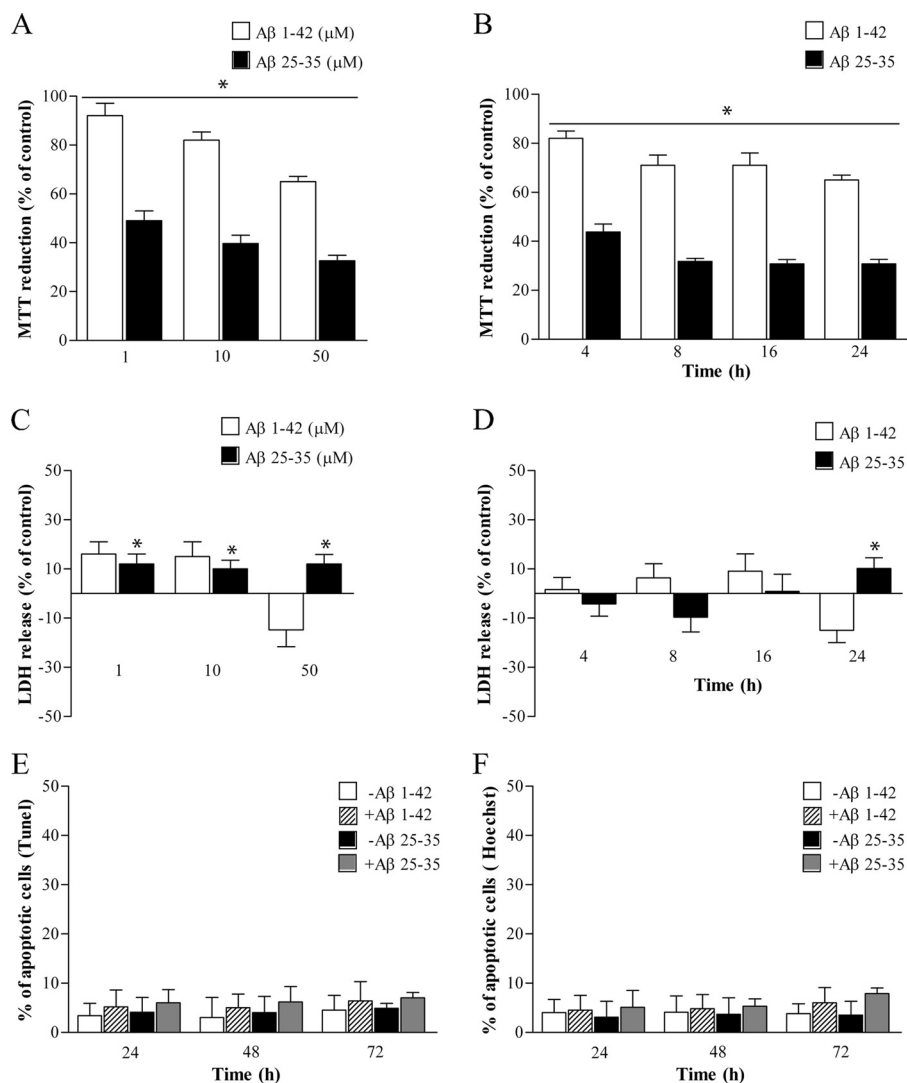 A
Aβ 1-42 (μM)
Aβ 25-35 (μM)
*
MTT reduction (% of control)
100
80
60
40
20
0
1 10 50
B
Aβ 1-42
Aβ 25-35
*
MTT reduction (% of control)
100
80
60
40
20
0
4 8 16 24
Time (h)
C
Aβ 1-42 (μM)
Aβ 25-35 (μM)
LDH release (% of control)
50
30
10
-10
-30
-50
* * *
1 10 50
D
Aβ 1-42
Aβ 25-35
LDH release (% of control)
50
30
10
-10
-30
-50
*
4 8 16 24
Time (h)
E
-Aβ 1-42
+Aβ 1-42
-Aβ 25-35
+Aβ 25-35
% of apoptotic cells (Tunel)
50
40
30
20
10
0
24 48 72
Time (h)
F
-Aβ 1-42
+Aβ 1-42
-Aβ 25-35
+Aβ 25-35
% of apoptotic cells ( Hoechst)
50
40
30
20
10
0
24 48 72
Time (h)